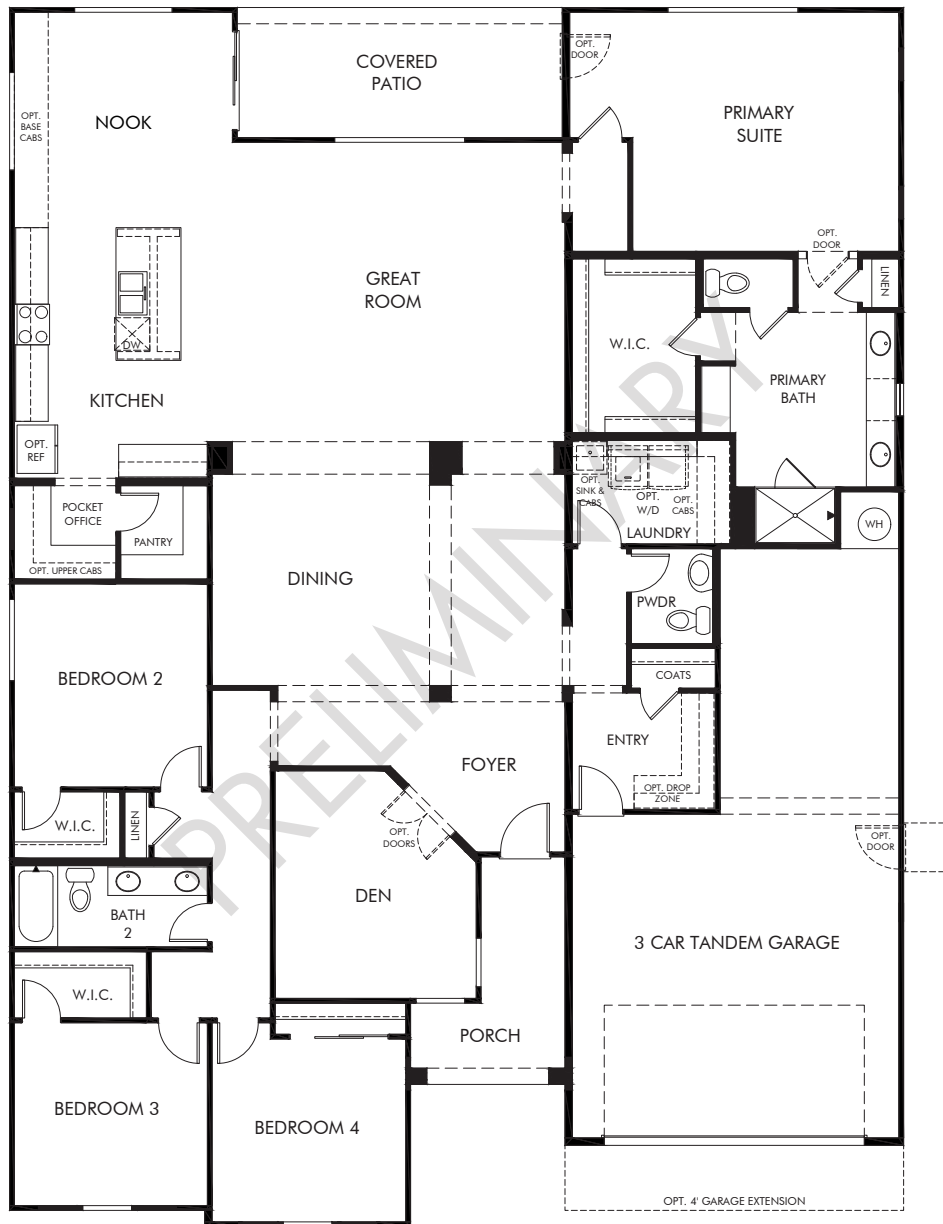 COVERED
PATIO
OPT.
DOOR
PRIMARY
SUITE
NOOK
OPT.
BASE
CABS
OPT.
DOOR
LINEN
GREAT
ROOM
DW
W.I.C.
PRIMARY
BATH
KITCHEN
OPT.
REF
OPT.
SINK &
CABS
OPT.
W/D
OPT.
CABS
LAUNDRY
WH
POCKET
OFFICE
PANTRY
OPT. UPPER CABS
DINING
PWDR
COATS
BEDROOM 2
ENTRY
OPT. DROP
ZONE
FOYER
W.I.C.
LINEN
OPT.
DOORS
OPT.
DOOR
DEN
BATH
2
3 CAR TANDEM GARAGE
W.I.C.
PORCH
BEDROOM 3
BEDROOM 4
OPT. 4' GARAGE EXTENSION
PRELIMINARY